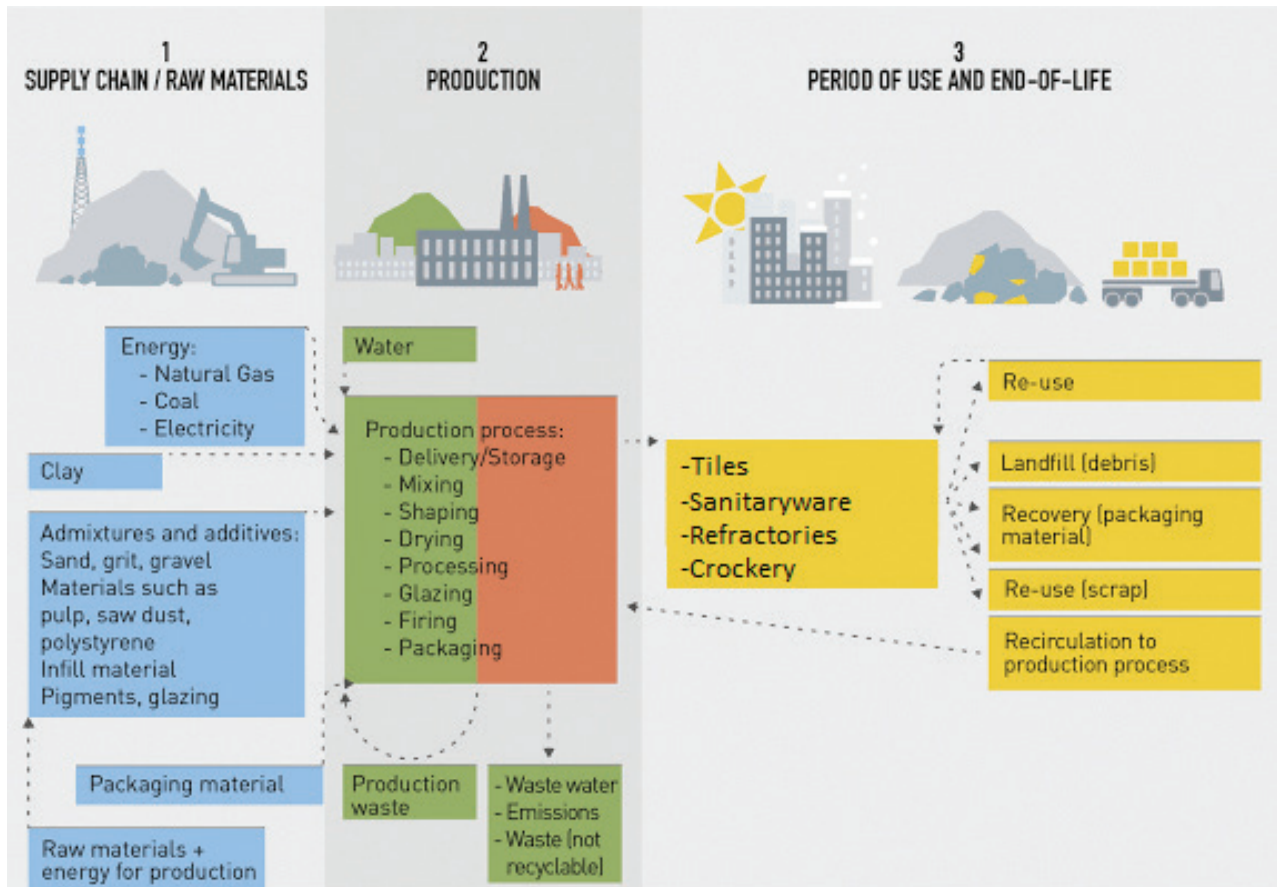 1
SUPPLY CHAIN / RAW MATERIALS
2
PRODUCTION
3
PERIOD OF USE AND END-OF-LIFE
Energy:
- Natural Gas
- Coal
- Electricity
Clay
Admixtures and additives:
Sand, grit, gravel
Materials such as
pulp, saw dust,
polystyrene
Infill material
Pigments, glazing
Packaging material
Raw materials +
energy for production
Water
Production process:
- Delivery/Storage
- Mixing
- Shaping
- Drying
- Processing
- Glazing
- Firing
- Packaging
Production
waste
- Waste water
- Emissions
- Waste (not
recyclable)
-Tiles
-Sanitaryware
-Refractories
-Crockery
Re-use
Landfill (debris)
Recovery (packaging
material)
Re-use (scrap)
Recirculation to
production process